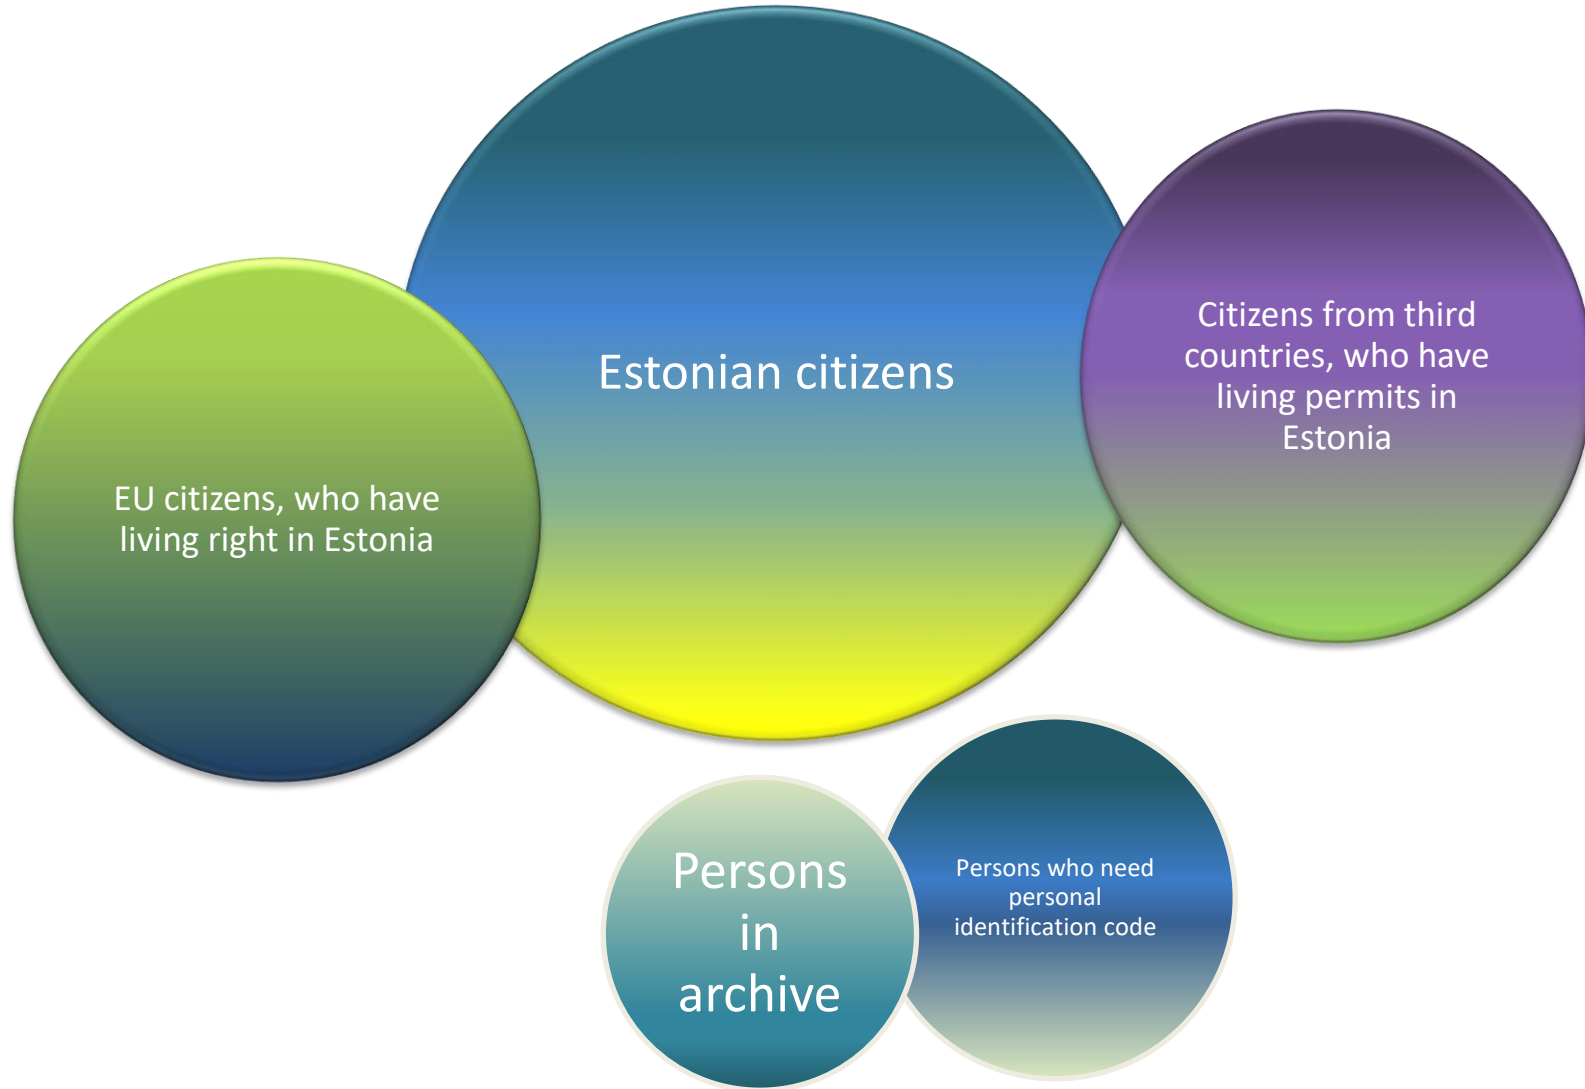 Estonian citizens
Citizens from third
countries, who have
living permits in
Estonia
EU citizens, who have
living right in Estonia
Persons
in
archive
Persons who need
personal
identification code